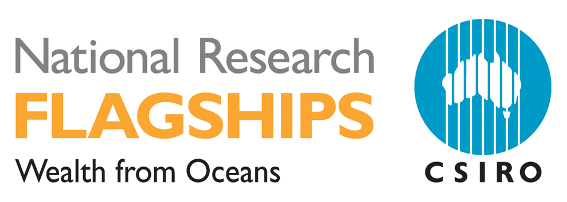 National Research
FLAGSHIPS
Wealth from Oceans
CSIRO